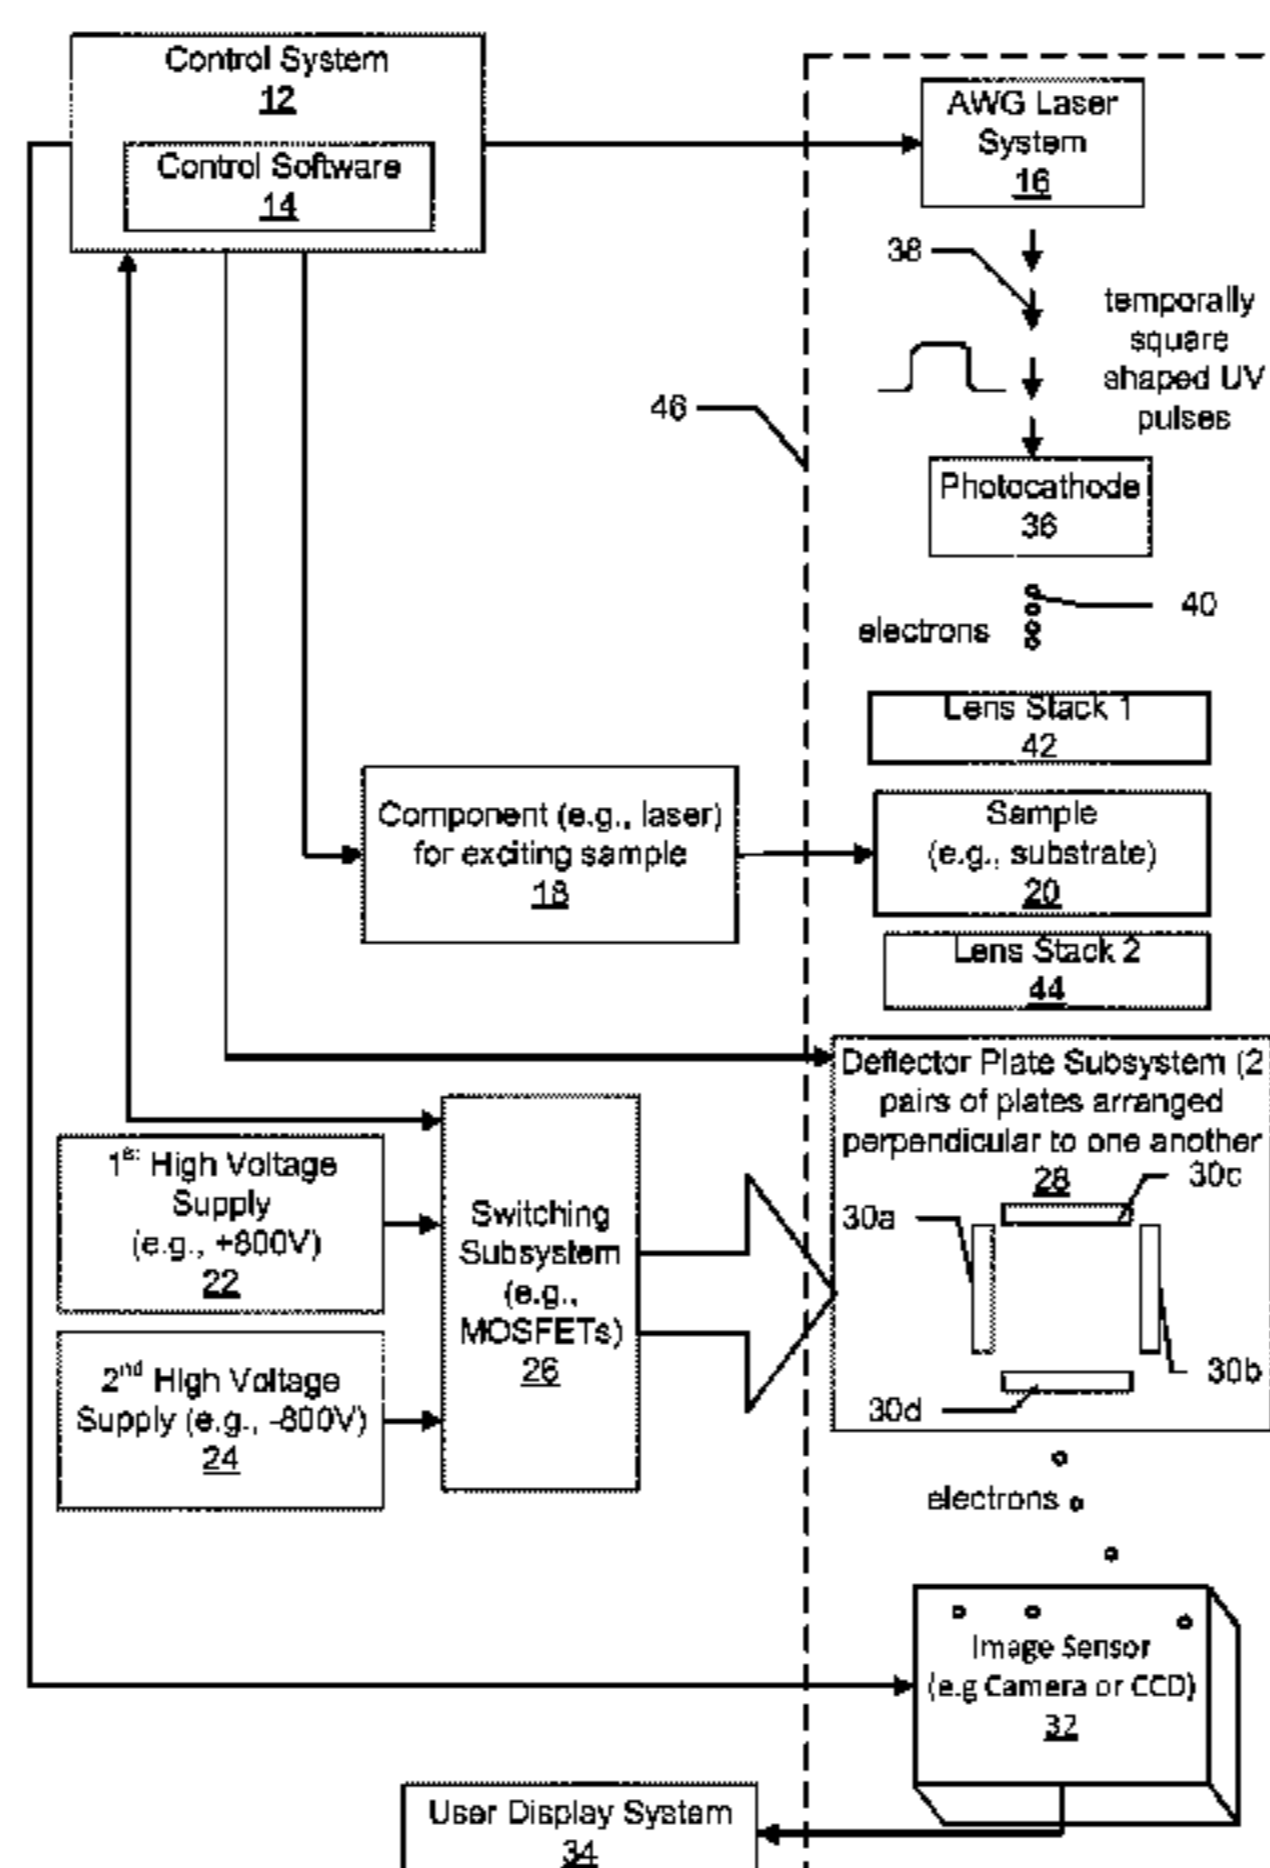 Control System
12
Control Software
14
AWG Laser
System
16
38
temporally
square
shaped UV
pulses
46
Photocathode
36
40
electrons
Lens Stack 1
42
Component (e.g., laser)
for exciting sample
18
Sample
(e.g., substrate)
20
Lens Stack 2
44
Deflector Plate Subsystem (2
pairs of plates arranged
perpendicular to one another
28
30c
30a
30b
30d
1st High Voltage
Supply
(e.g., +800V)
22
Switching
Subsystem
(e.g.,
MOSFETs)
26
2nd High Voltage
Supply (e.g., -800V)
24
electrons
Image Sensor
(e.g Camera or CCD)
32
User Display System
34